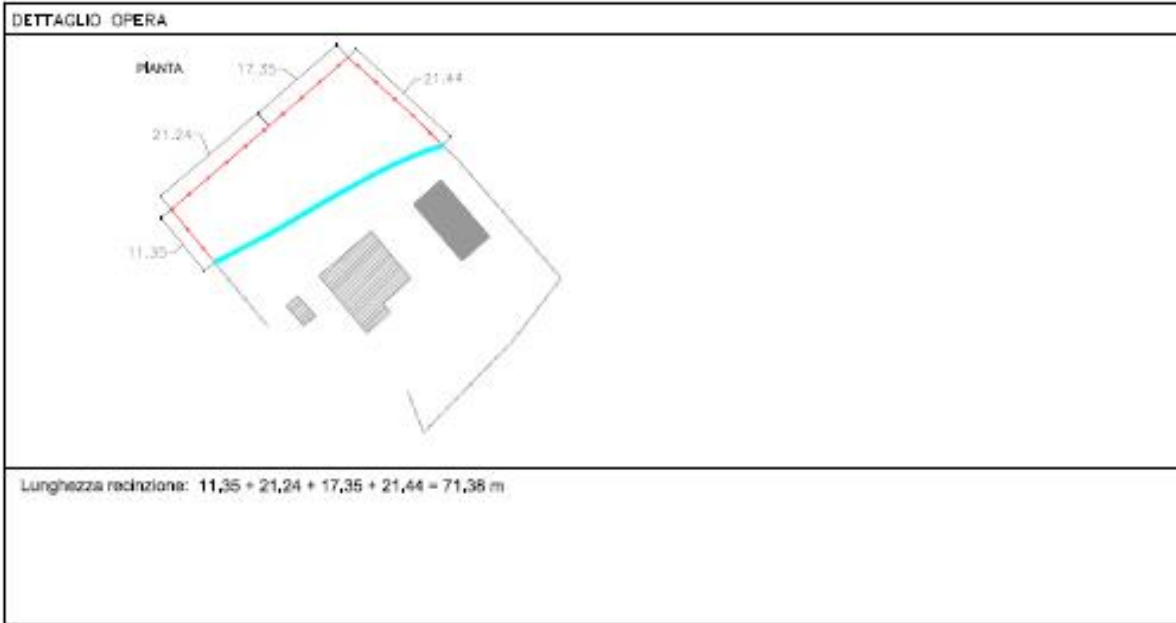 DETTAGLIO OPERA
PIANTA
17.35
21.44
21.24
11.35
Lunghezza recinzione: 11,35 + 21,24 + 17,35 + 21,44 = 71,38 m